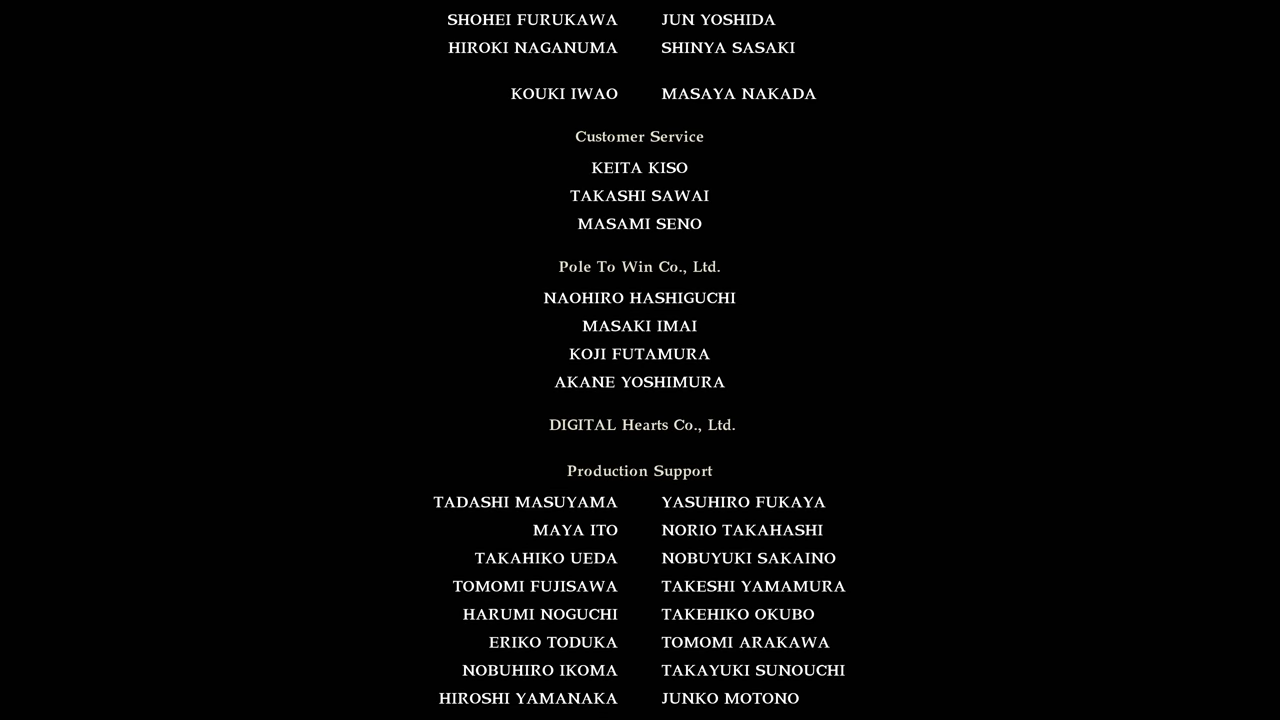 SHOHEI FURUKAWA JUN YOSHIDA
HIROKI NAGANUMA SHINYA SASAKI
KOUKI IWAO MASAYA NAKADA
Customer Service
KEITA KISO
TAKASHI SAWAI
MASAMI SENO
Pole To Win Co., Ltd.
NAOHIRO HASHIGUCHI
MASAKI IMAI
KOJI FUTAMURA
AKANE YOSHIMURA
DIGITAL Hearts Co., Ltd.
Production Support
TADASHI MASUYAMA YASUHIRO FUKAYA
MAYA ITO NORIO TAKAHASHI
TAKAHIKO UEDA NOBUYUKI SAKAINO
TOMOMI FUJISAWA TAKESHI YAMAMURA
HARUMI NOGUCHI TAKEHIKO OKUBO
ERIKO TODUKA TOMOMI ARAKAWA
NOBUHIRO IKOMA TAKAYUKI SUNOUCHI
HIROSHI YAMANAKA JUNKO MOTONO